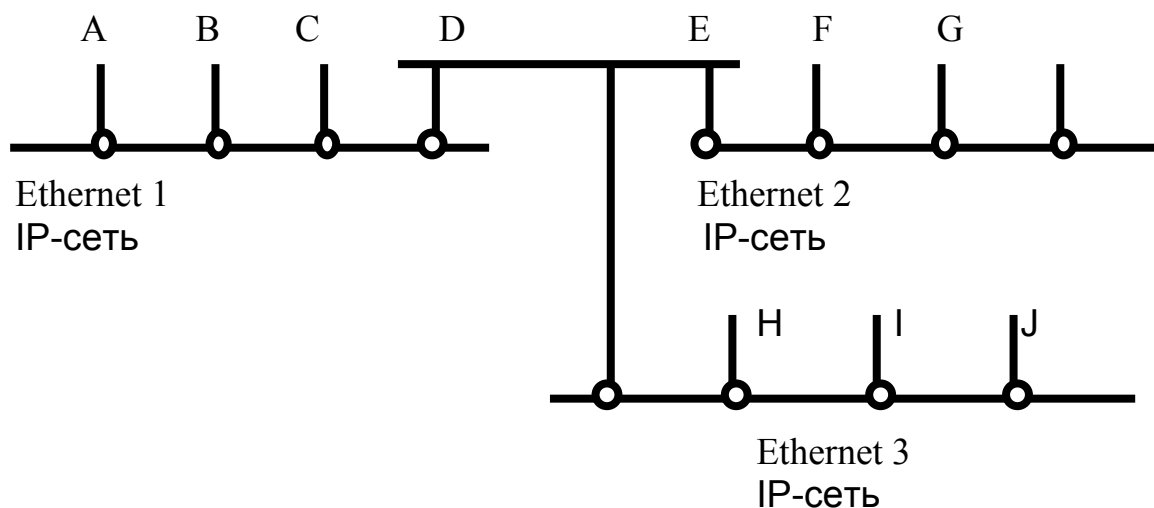 A B C D E F G
Ethernet 1
IP-сеть
Ethernet 2
IP-сеть
H I J
Ethernet 3
IP-сеть